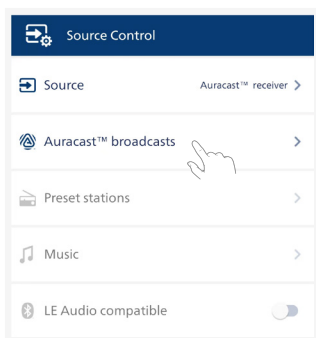 Source Control
Source Auracast™ receiver
Auracast™ broadcasts
Preset stations
Music
LE Audio compatible